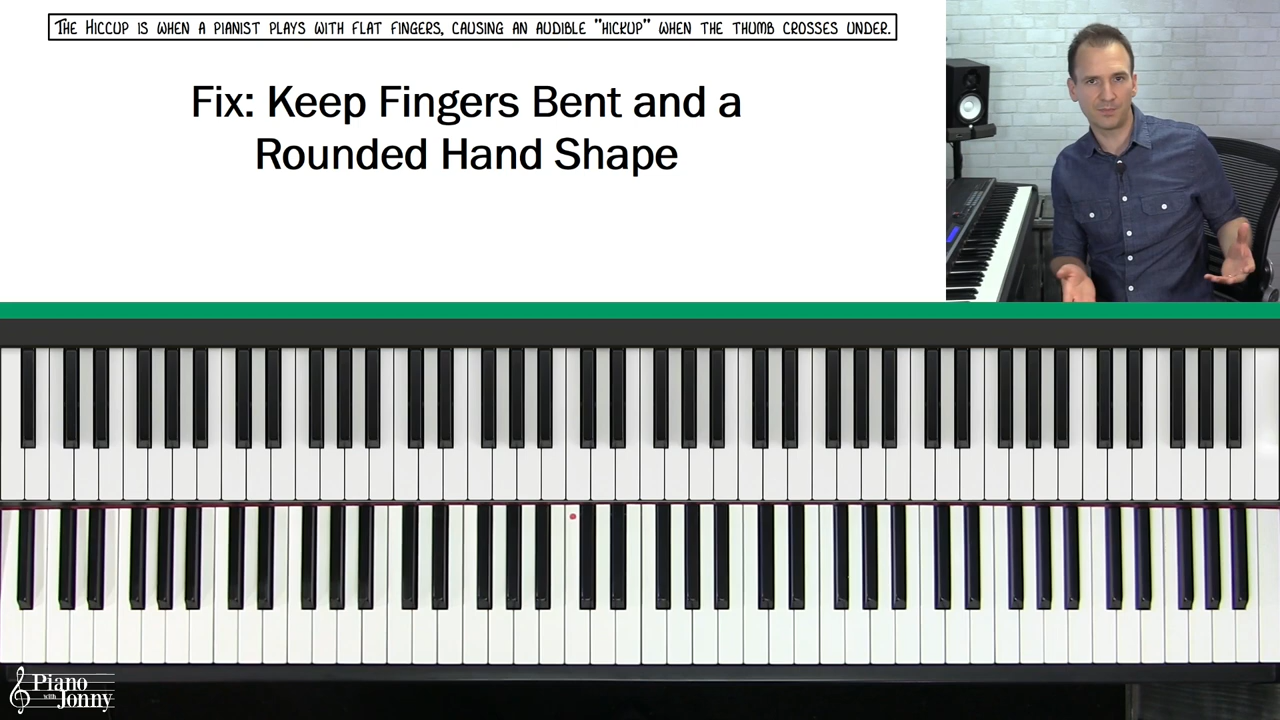 The Hiccup is when a pianist plays with flat fingers, causing an audible "hickup" when the thumb crosses under.
Fix: Keep Fingers Bent and a
Rounded Hand Shape
Piano
with
Jonny